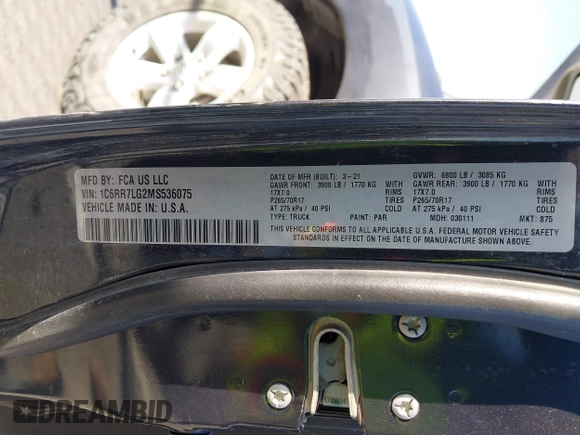 MFD BY: FCA US LLC
VIN: 1C6RR7LG2MS536075
VEHICLE MADE IN U.S.A.
DATE OF MFR (BUILT): 3-21
GAWR FRONT: 3900 LB / 1770 KG WITH
17X7.0 RIMS
P265/70R17 TIRES
AT 275 kPa / 40 PSI
TYPE: TRUCK PAINT: PAR
GVWR: 6800 LB / 3085 KG
GAWR REAR: 3900 LB / 1770 KG WITH
17X7.0 RIMS
P265/70R17 TIRES
AT 275 kPa / 40 PSI
MDH: 030111 MKT: 875
THIS VEHICLE CONFORMS TO ALL APPLICABLE U.S.A. FEDERAL MOTOR VEHICLE SAFETY
STANDARDS IN EFFECT ON THE DATE OF MANUFACTURE SHOWN ABOVE.
DREAMBID